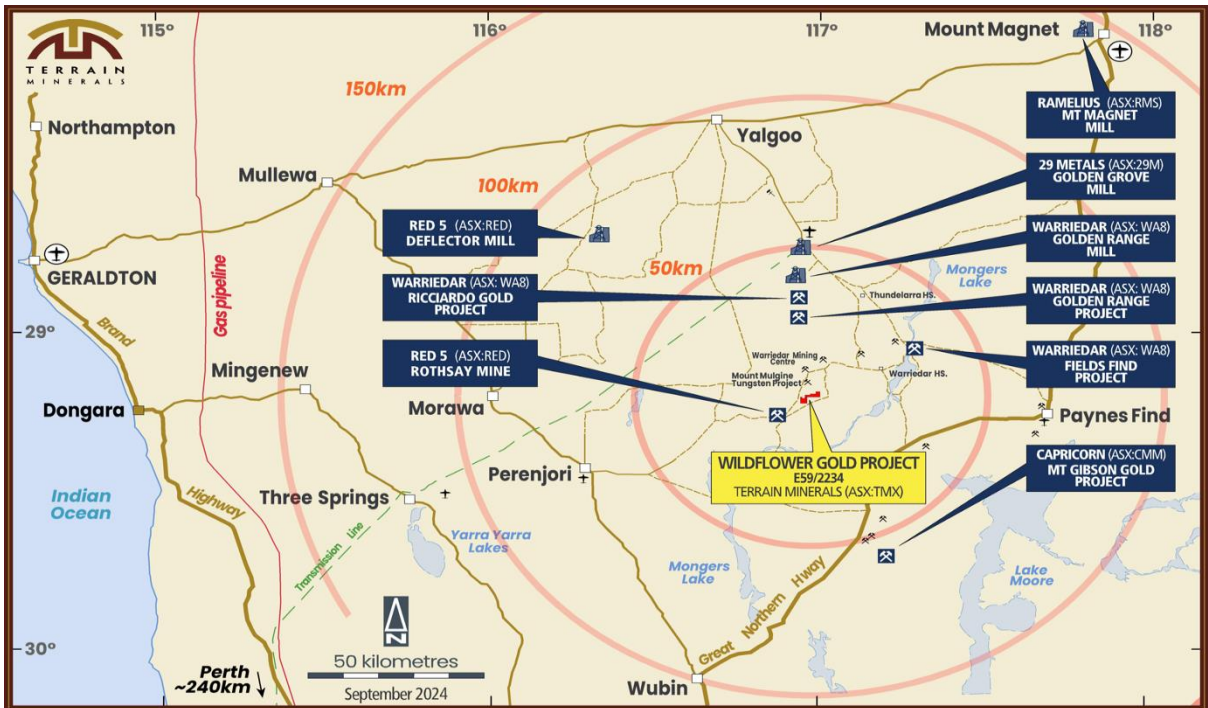 115°
116°
117°
118°
TERRAIN
MINERALS
Mount Magnet
150km
RAMELIUS (ASX:RMS)
MT MAGNET
MILL
Northampton
Yalgoo
Mullewa
100km
29 METALS (ASX:29M)
GOLDEN GROVE
MILL
RED 5 (ASX:RED)
DEFLECTOR MILL
WARRIEDAR (ASX: WA8)
GOLDEN RANGE
MILL
GERALDTON
50km
Mongers
Lake
WARRIEDAR (ASX: WA8)
RICCIARDO GOLD
PROJECT
Thundelarra HS.
WARRIEDAR (ASX: WA8)
GOLDEN RANGE
PROJECT
Gas pipeline
29°
Brand
Highway
RED 5 (ASX:RED)
ROTHSAY MINE
Warriedar Mining
Centre
Mount Mulgine
Tungsten Project
Warriedar HS.
WARRIEDAR (ASX: WA8)
FIELDS FIND
PROJECT
Mingenew
Morawa
Dongara
Paynes Find
WILDFLOWER GOLD PROJECT
E59/2234
TERRAIN MINERALS (ASX:TMX)
CAPRICORN (ASX:CMM)
MT GIBSON GOLD
PROJECT
Perenjori
Indian
Ocean
Three Springs
Yarra Yarra
Lakes
Transmission Line
Mongers
Lake
Lake
Moore
Great Northern Hway
30°
N
50 kilometres
September 2024
Perth
~240km
Wubin